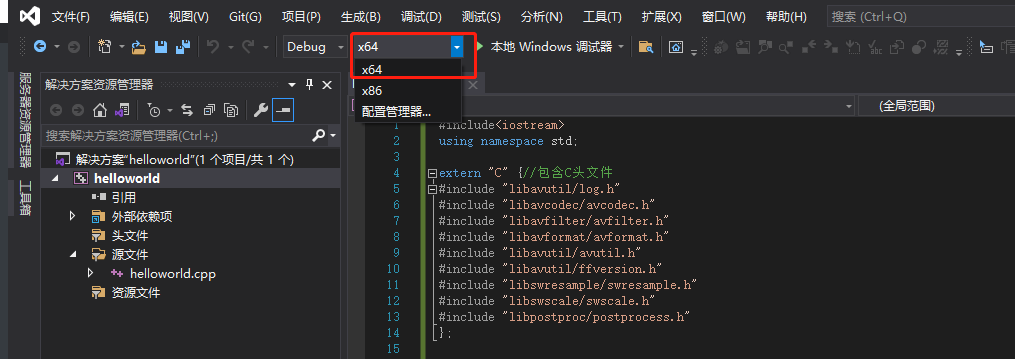 文件(F) 编辑(E) 视图(V) Git(G) 项目(P) 生成(B) 调试(D) 测试(S) 分析(N) 工具(T) 扩展(X) 窗口(W) 帮助(H) 搜索 (Ctrl+Q)
Debug x64 本地 Windows 调试器
x64
x86
配置管理器...
服务器资源管理器
工具箱
解决方案资源管理器
搜索解决方案资源管理器(Ctrl+;)
解决方案"helloworld"(1 个项目/共 1 个)
helloworld
引用
外部依赖项
头文件
源文件
helloworld.cpp
资源文件
(全局范围)
1 #include<iostream>
2 using namespace std;
3
4 extern "C" {//包含C头文件
5 #include "libavutil/log.h"
6 #include "libavcodec/avcodec.h"
7 #include "libavfilter/avfilter.h"
8 #include "libavformat/avformat.h"
9 #include "libavutil/avutil.h"
10 #include "libavutil/ffversion.h"
11 #include "libswresample/swresample.h"
12 #include "libswscale/swscale.h"
13 #include "libpostproc/postprocess.h"
14 };
15